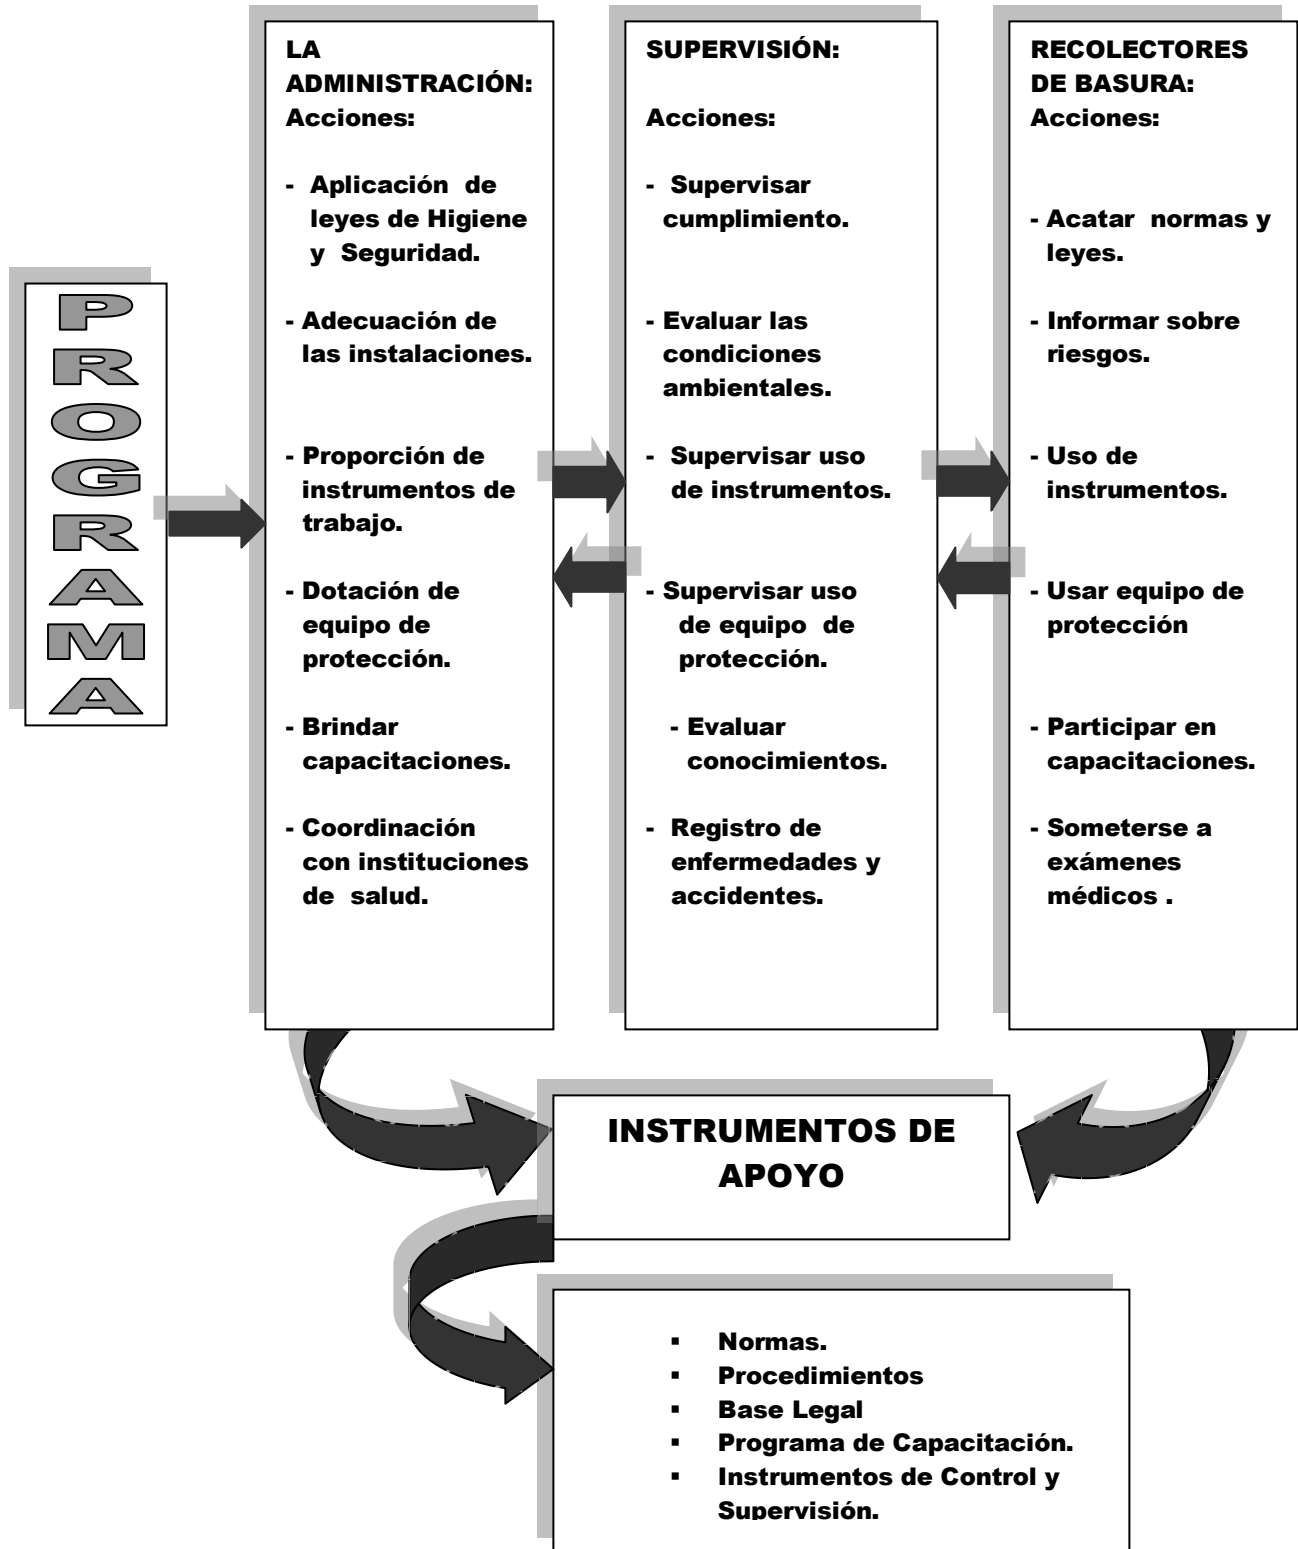 P
R
O
G
R
A
M
A
LA
ADMINISTRACIÓN:
Acciones:
- Aplicación de
leyes de Higiene
y Seguridad.
- Adecuación de
las instalaciones.
- Proporción de
instrumentos de
trabajo.
- Dotación de
equipo de
protección.
- Brindar
capacitaciones.
- Coordinación
con instituciones
de salud.
SUPERVISIÓN:
Acciones:
- Supervisar
cumplimiento.
- Evaluar las
condiciones
ambientales.
- Supervisar uso
de instrumentos.
- Supervisar uso
de equipo de
protección.
- Evaluar
conocimientos.
- Registro de
enfermedades y
accidentes.
RECOLECTORES
DE BASURA:
Acciones:
- Acatar normas y
leyes.
- Informar sobre
riesgos.
- Uso de
instrumentos.
- Usar equipo de
protección
- Participar en
capacitaciones.
- Someterse a
exámenes
médicos .
INSTRUMENTOS DE
APOYO
▪ Normas.
▪ Procedimientos
▪ Base Legal
▪ Programa de Capacitación.
▪ Instrumentos de Control y
Supervisión.